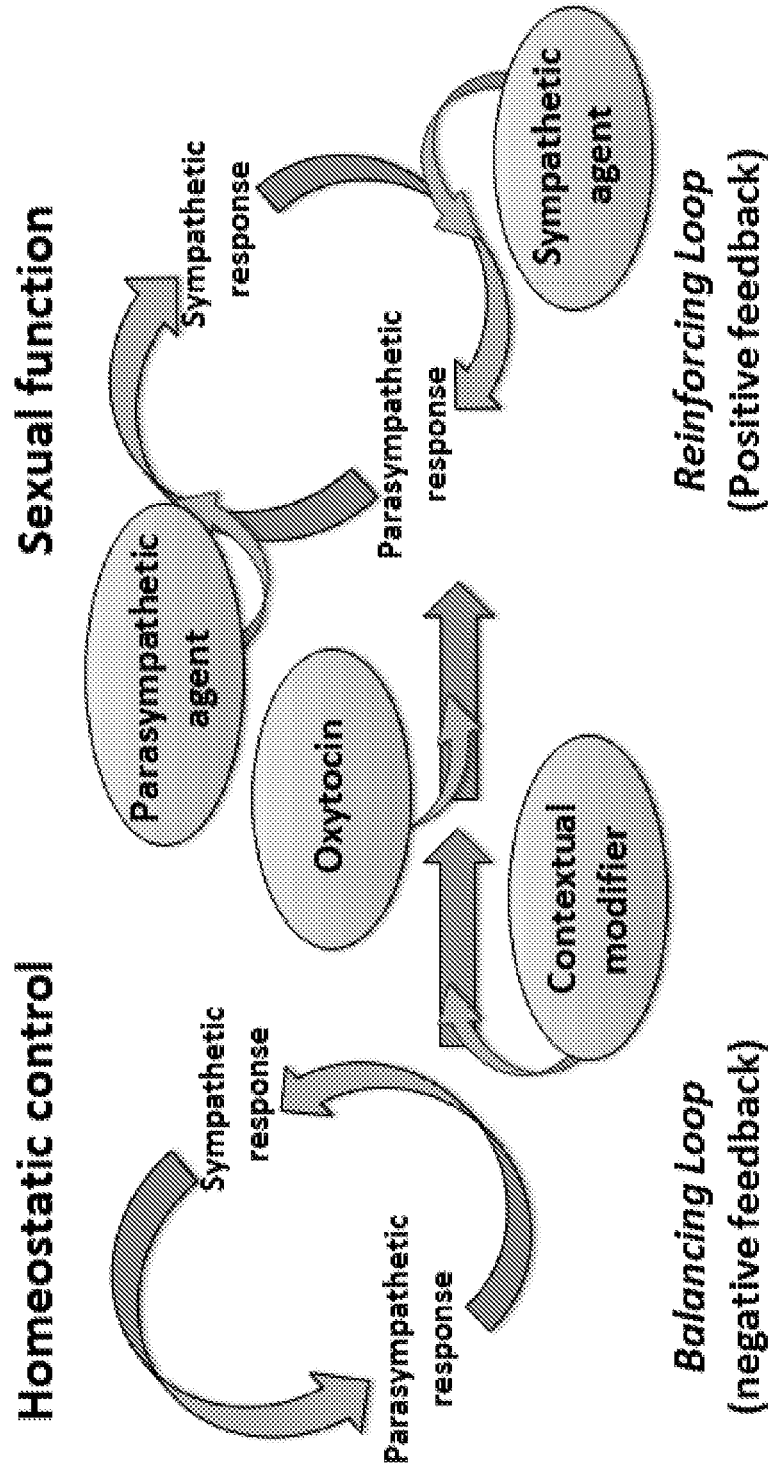 Homeostatic control
Sympathetic
response
Parasympathetic
response
Balancing Loop
(negative feedback)
Contextual
modifier
Oxytocin
Parasympathetic
agent
Sexual function
Sympathetic
response
Parasympathetic
response
Sympathetic
agent
Reinforcing Loop
(Positive feedback)